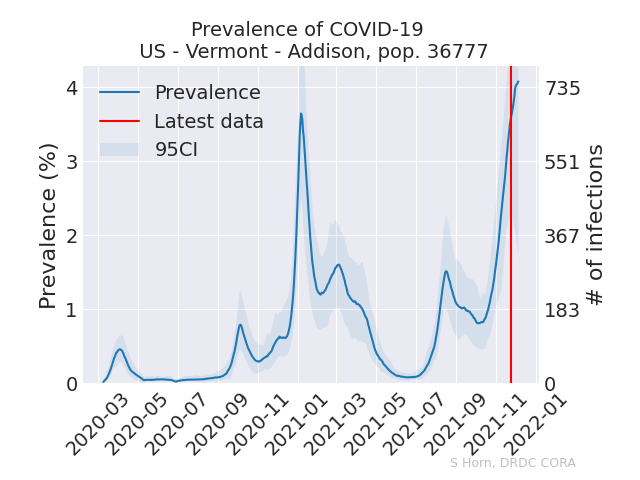 Prevalence of COVID-19
US - Vermont - Addison, pop. 36777
Prevalence
Latest data
95CI
Prevalence (%)
4
3
2
1
0
# of infections
735
551
367
183
0
2020-03
2020-05
2020-07
2020-09
2020-11
2021-01
2021-03
2021-05
2021-07
2021-09
2021-11
2022-01
S Horn, DRDC CORA